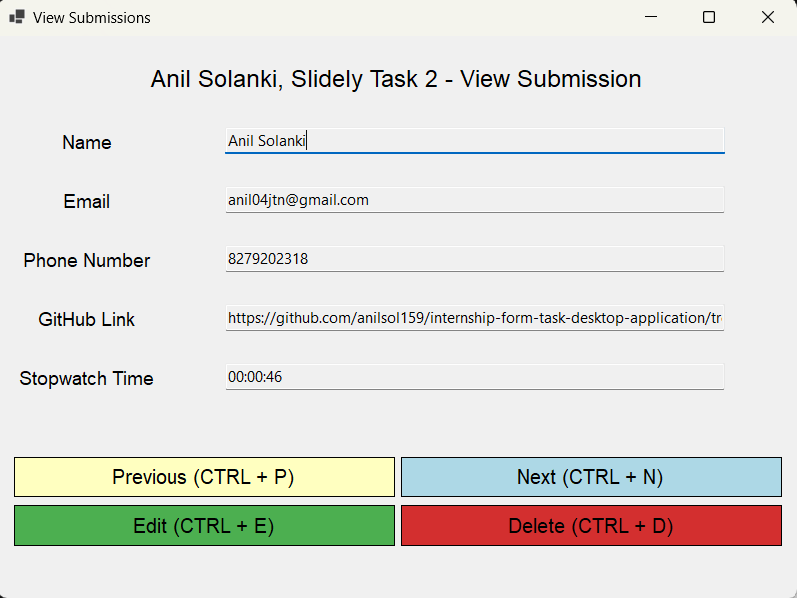 View Submissions
Anil Solanki, Slidely Task 2 - View Submission
Name Anil Solanki
Email anil04jtn@gmail.com
Phone Number 8279202318
GitHub Link https://github.com/anilsol159/internship-form-task-desktop-application/tr
Stopwatch Time 00:00:46
Previous (CTRL + P) Next (CTRL + N)
Edit (CTRL + E) Delete (CTRL + D)